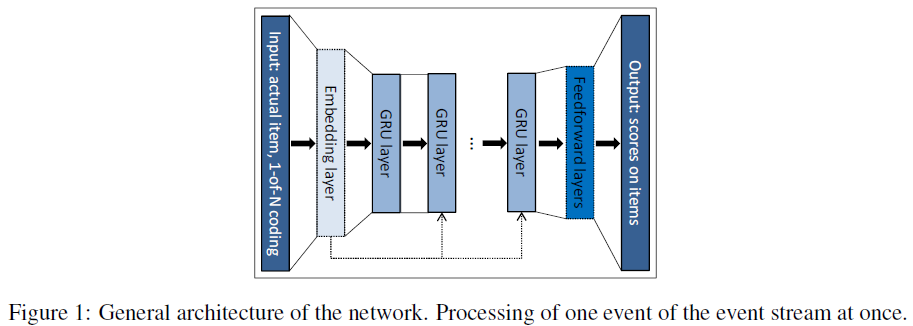 Input: actual item, 1-of-N coding
Embedding layer
GRU layer
GRU layer
...
GRU layer
Feedforward layers
Output: scores on items
Figure 1: General architecture of the network. Processing of one event of the event stream at once.